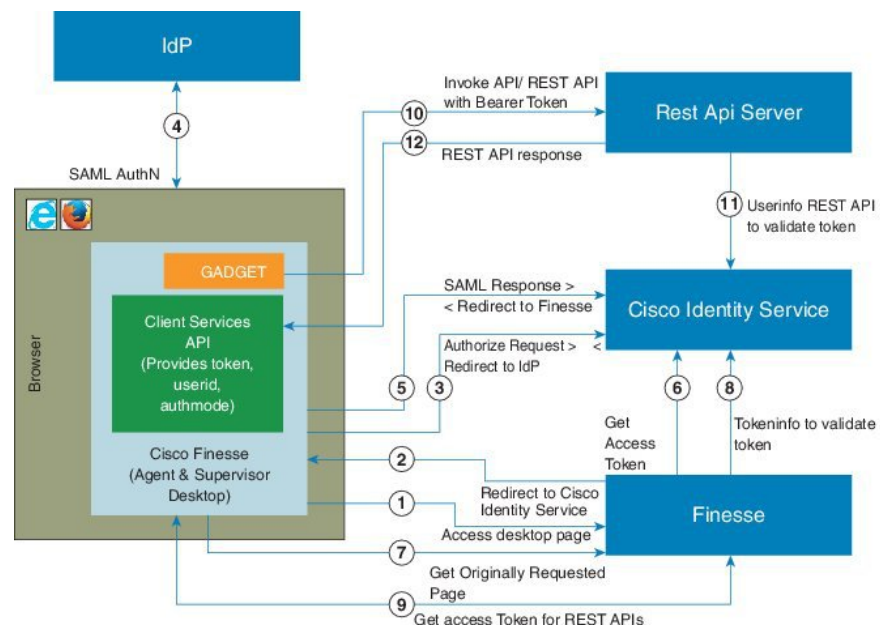 IdP
4
SAML AuthN
Invoke API/ REST API
with Bearer Token
10
12
REST API response
Rest Api Server
11
Userinfo REST API
to validate token
Browser
GADGET
Client Services
API
(Provides token,
userid,
authmode)
Cisco Finesse
(Agent & Supervisor
Desktop)
SAML Response >
< Redirect to Finesse
Authorize Request > <
Redirect to IdP
5
3
Cisco Identity Service
6
8
Get
Access
Token
Tokeninfo to validate
token
2
Redirect to Cisco
Identity Service
1
Access desktop page
Finesse
7
Get Originally Requested
Page
9
Get access Token for REST APIs